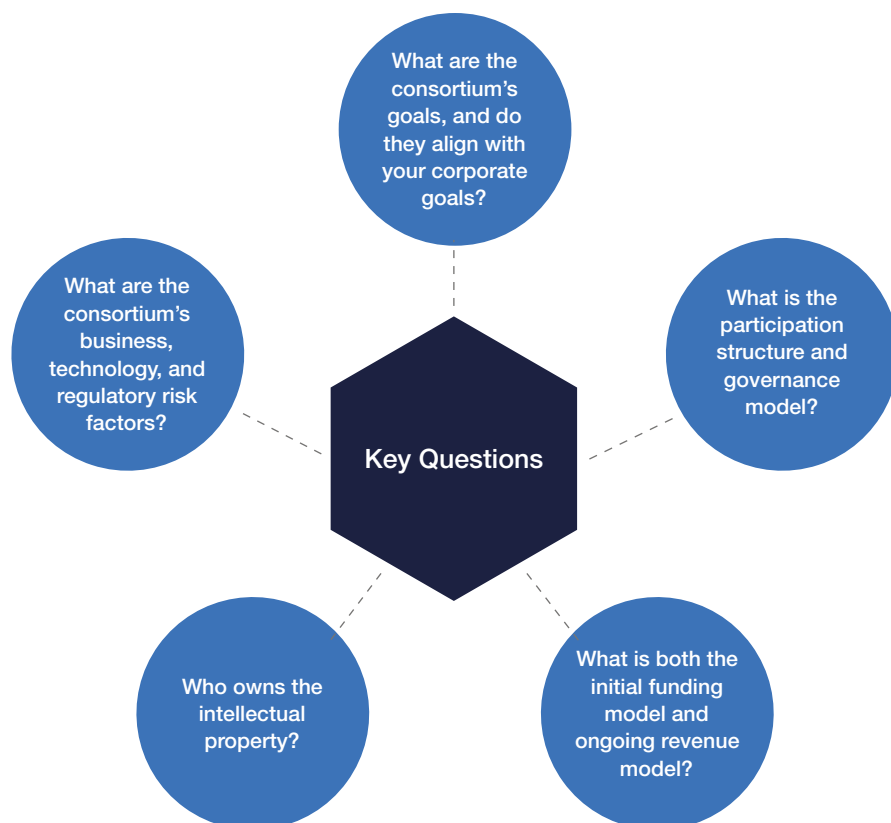 What are the
consortium’s
goals, and do
they align with
your corporate
goals?
What are the
consortium’s
business,
technology, and
regulatory risk
factors?
What is the
participation
structure and
governance
model?
Key Questions
Who owns the
intellectual
property?
What is both the
initial funding
model and
ongoing revenue
model?